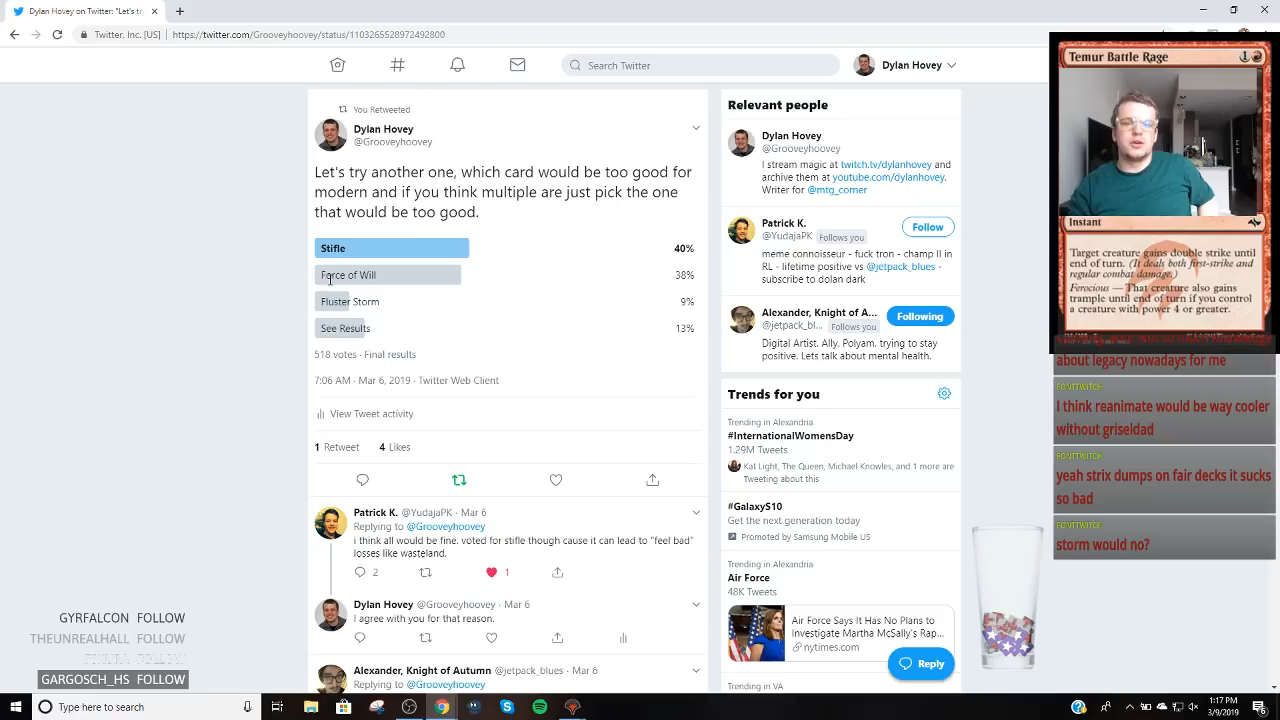 Dylan Hovey on Twitter: "Let's try
Twitter, Inc. [US]
https://twitter.com/Grooveyhoovy/status/1103265528972492800
Search Twitter
Dylan Hovey
You Retweeted
Dylan Hovey
@Grooveyhoovey
Let's try another one, which card would be too good for
modern and if you think multiple are just pick the one
that would be too good.
Stifle 40%
Force of Will 38%
Fluster Storm 9%
See Results 13%
518 votes · Final results
7:06 AM - Mar 6, 2019 · Twitter Web Client
View Tweet activity
1 Retweet 4 Likes
Patrick K. @YudajaPK · Mar 6
Replying to @Grooveyhoovey
I think all would be fine. voted for stifle though cause it can lead to "feel bad"
losses like wasteland.
2 1
Dylan Hovey @Grooveyhoovey · Mar 6
I agree with you for that reason.
Alexander, Knight of Autumn @jetpack_blues · Mar 6
Replying to @Grooveyhoovey
Relevant people
Dylan Hovey
@Grooveyhoovey
I stream magic at twitch.tv/dylanhovey and
archive them at youtube.com/dylanhovey.
Writer for @mtg_corner
Patrick K.
@YudajaPK Follows you
Follow
meme connoisseur - fuck tron - champ II in
RL - lifetime positive vs @jetpack_blues -
subscribe to dolan dark
Alexander, Knight of A...
@jetpack_bl... Follows you
Following
Digital Artist. Ally. Polyam. trying to stay
positive. Talk about mental health.
Trends for you
Trending in Alexandria
#InternationalWomensDay
1.29M Tweets
Kat Light, The Queen, Michael Knowles, and 1 more are
Tweeting about this
#GalaxyS10
Get the next generation today
Promoted by Samsung Mobile US
Trending in Alexandria
Air Force
48K Tweets
Air Force Says It Has No Plans to
Investigate Martha McSally's Rap...
nytimes.com
Trending in VA
Reply
Temur Battle Rage 1
Instant
Target creature gains double strike until
end of turn. (It deals both first-strike and
regular combat damage.)
Ferocious — That creature also gains
trample until end of turn if you control
a creature with power 4 or greater.
about legacy nowadays for me
FONTTWITCH
I think reanimate would be way cooler
without griseldad
FONTTWITCH
yeah strix dumps on fair decks it sucks
so bad
FONTTWITCH
storm would no?
GYRFALCON FOLLOW
THEUNREALHALL FOLLOW
GARGOSCH_HS FOLLOW
Type here to search
1:17 PM
3/9/2019
6